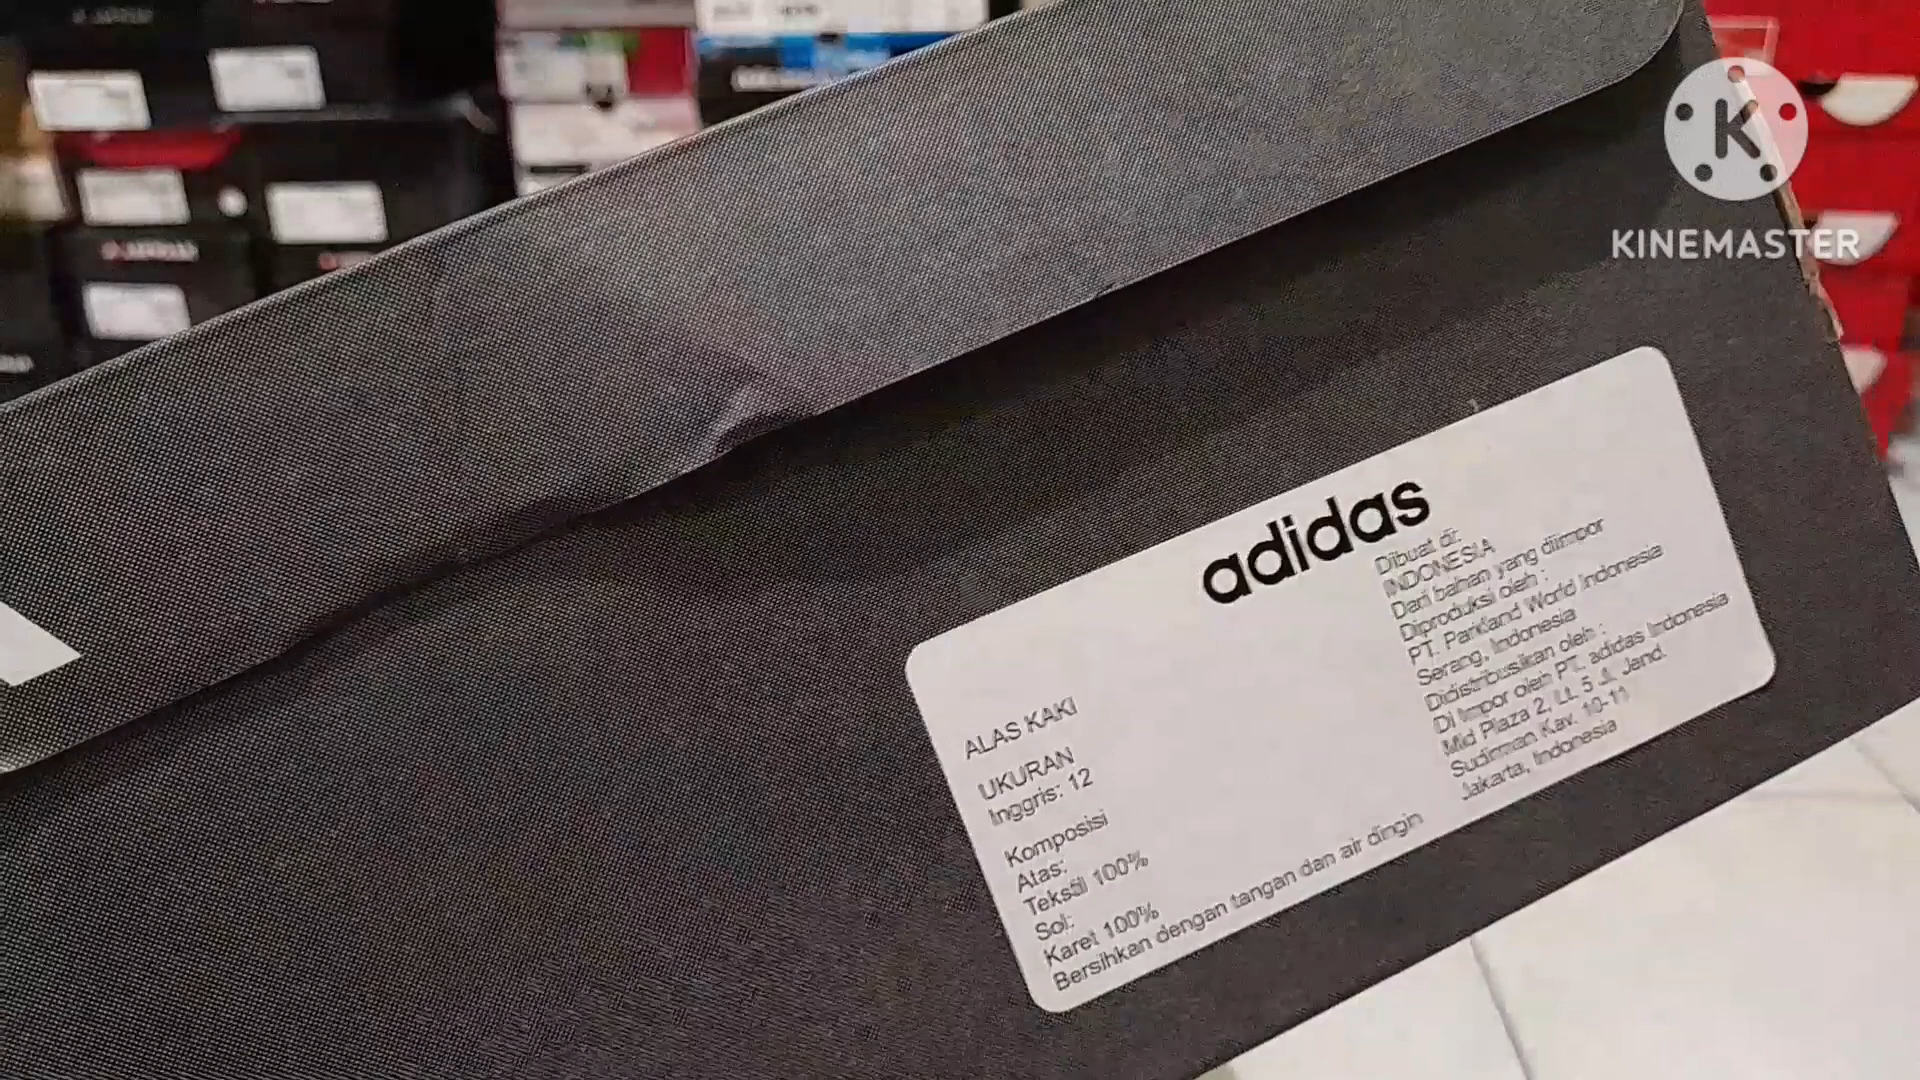 K
KINEMASTER
adidas
ALAS KAKI
UKURAN
Inggris: 12
Komposisi
Atas:
Tekstil 100%
Sol:
Karet 100%
Bersihkan dengan tangan dan air dingin
Dibuat di:
INDONESIA
Dari bahan yang diimpor
Diproduksi oleh :
PT. Parkland World Indonesia
Serang, Indonesia
Didistribusikan oleh :
Di Impor oleh PT. adidas Indonesia
Mid Plaza 2, Lt. 5 Jl. Jend.
Sudirman Kav. 10-11
Jakarta, Indonesia